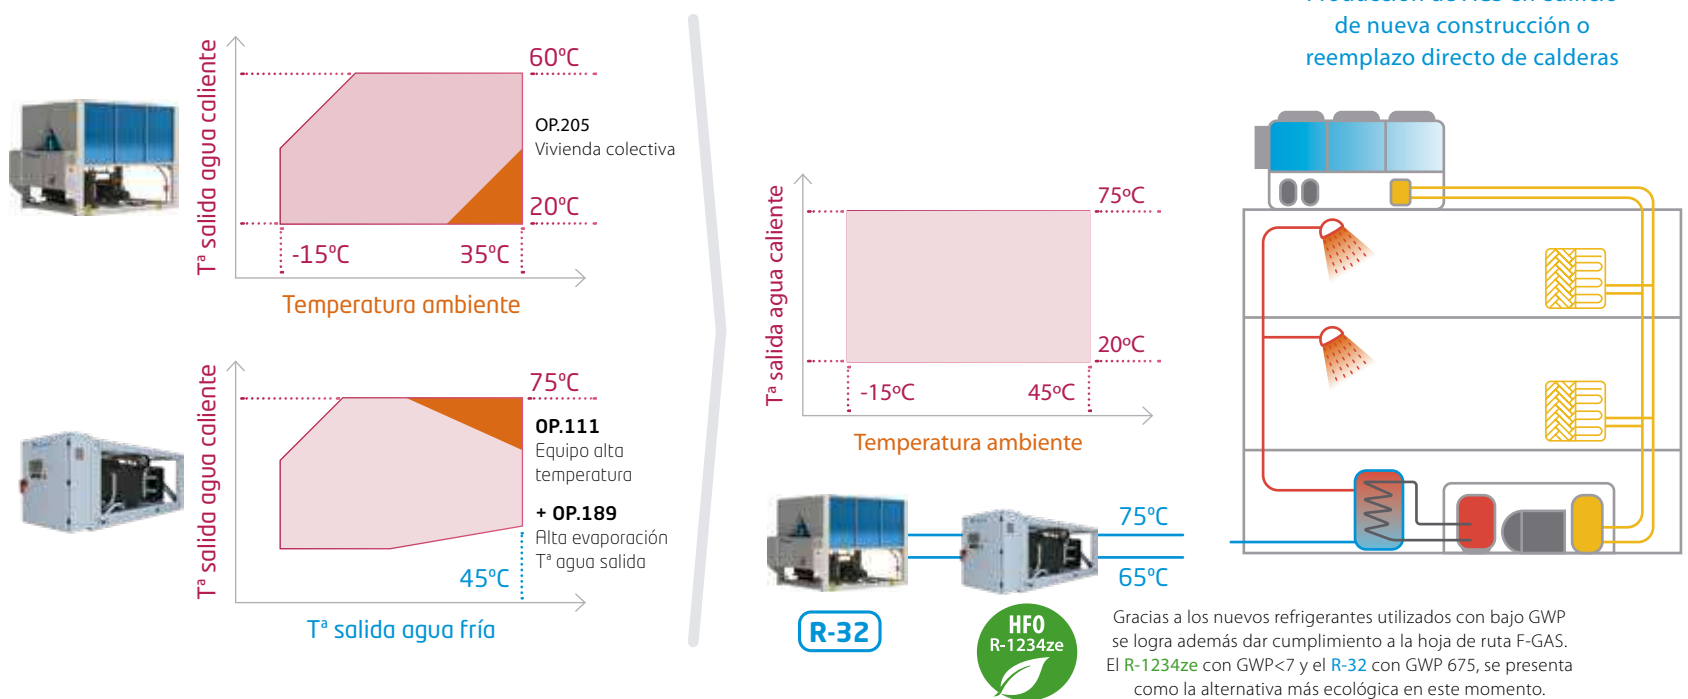 Producción de ACS en edificio
de nueva construcción o
reemplazo directo de calderas
Tª salida agua caliente
60ºC
OP.205
Vivienda colectiva
20ºC
-15ºC
35ºC
Temperatura ambiente
Tª salida agua caliente
75ºC
OP.111
Equipo alta
temperatura
+ OP.189
Alta evaporación
Tª agua salida
45ºC
Tª salida agua fría
Tª salida agua caliente
75ºC
20ºC
-15ºC
45ºC
Temperatura ambiente
75ºC
65ºC
R-32
HFO
R-1234ze
Gracias a los nuevos refrigerantes utilizados con bajo GWP
se logra además dar cumplimiento a la hoja de ruta F-GAS.
El R-1234ze con GWP<7 y el R-32 con GWP 675, se presenta
como la alternativa más ecológica en este momento.